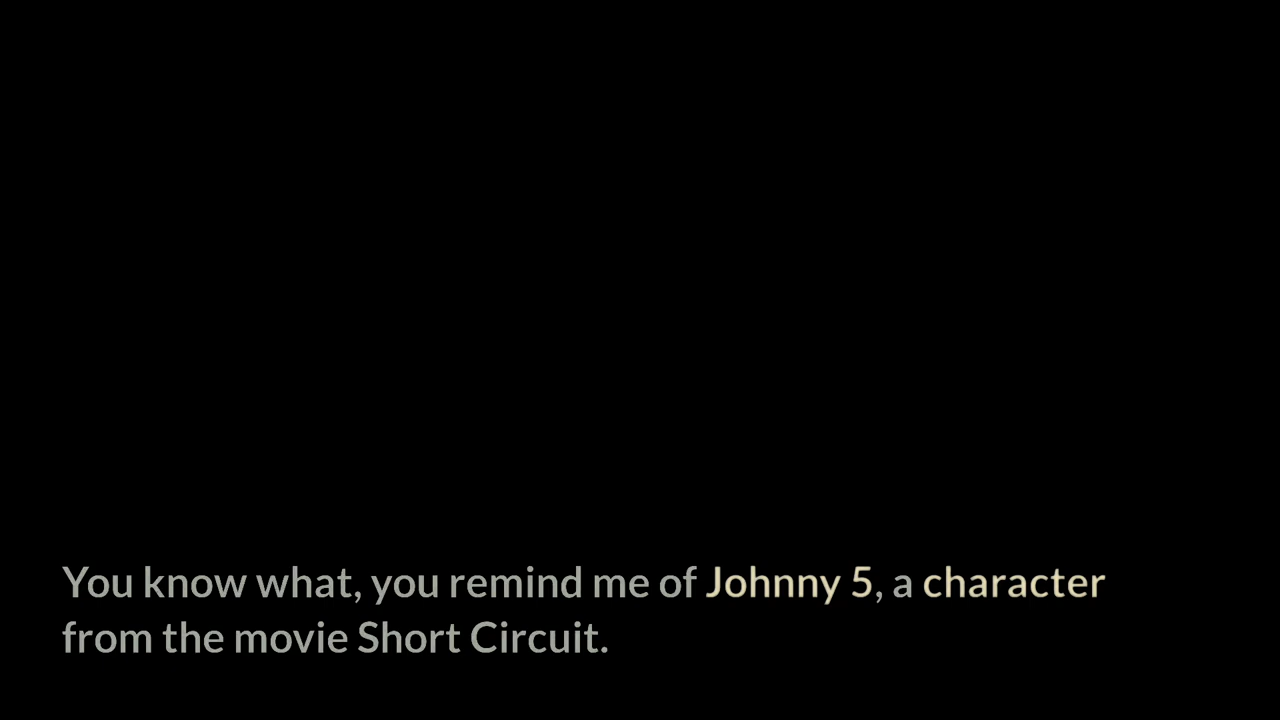 You know what, you remind me of Johnny 5, a character
from the movie Short Circuit.